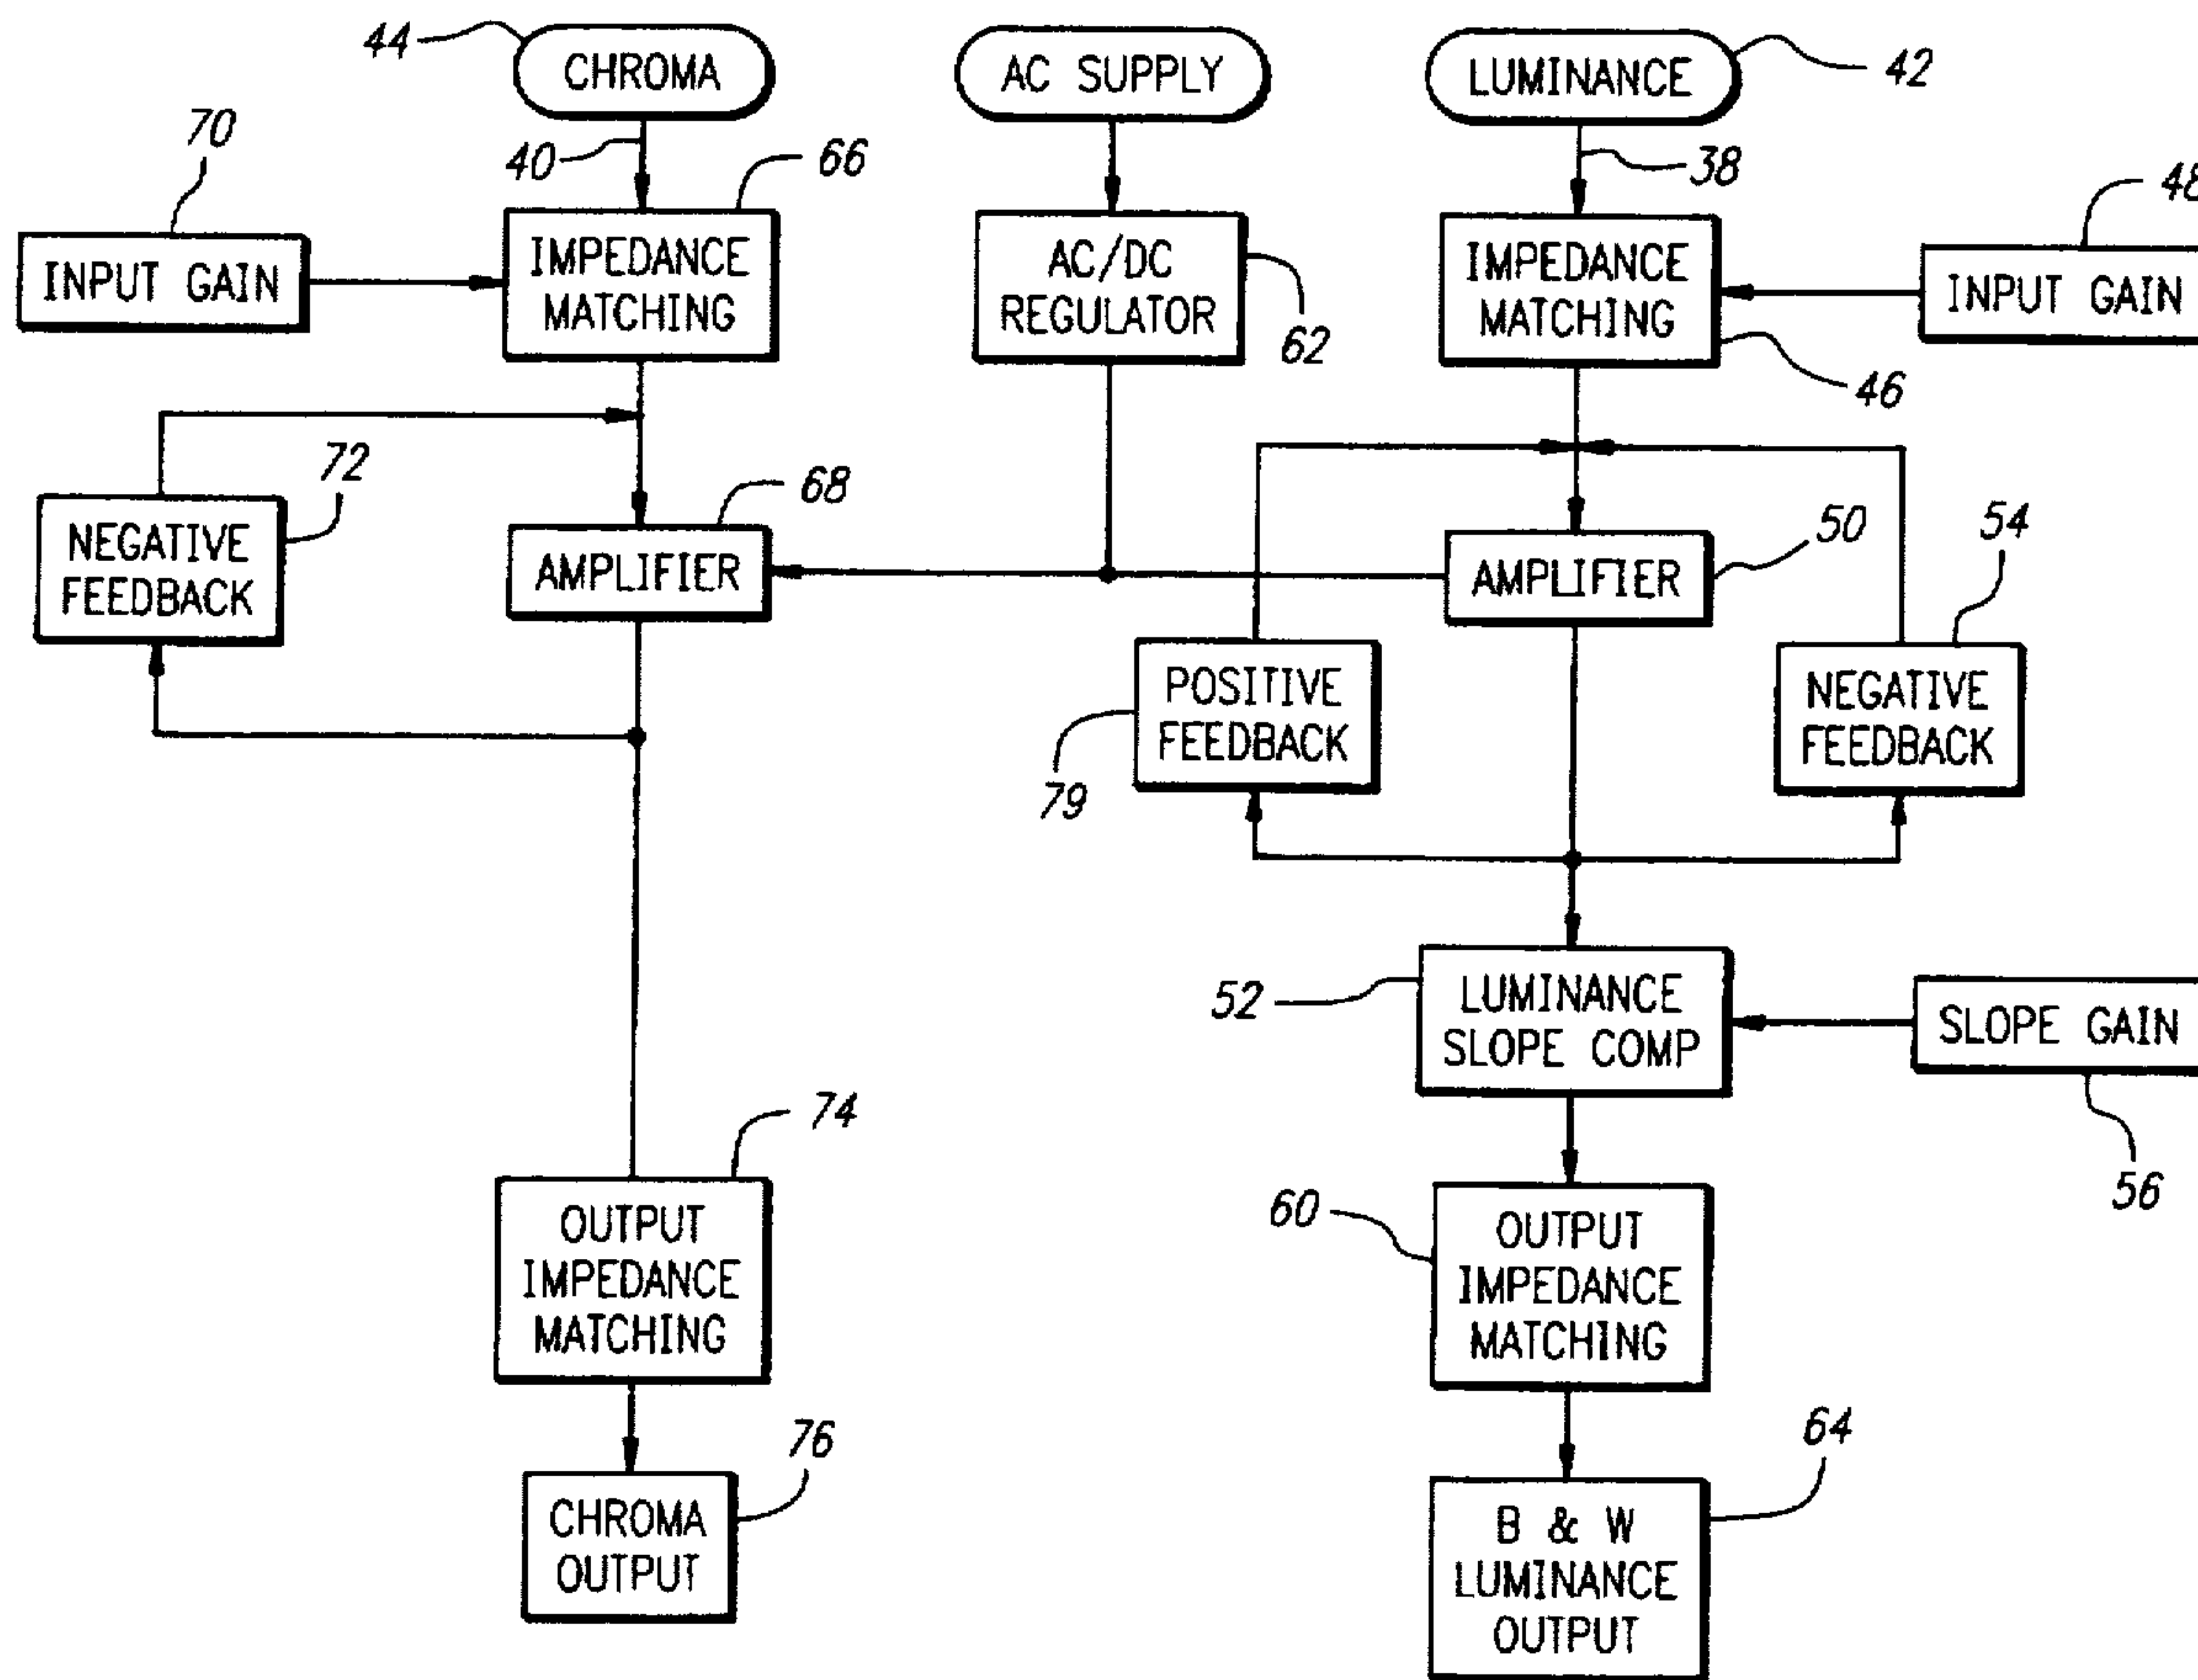 44
CHROMA
AC SUPPLY
LUMINANCE
42
70
40
66
38
48
INPUT GAIN
IMPEDANCE
MATCHING
AC/DC
REGULATOR
62
IMPEDANCE
MATCHING
46
INPUT GAIN
72
NEGATIVE
FEEDBACK
68
AMPLIFIER
AMPLIFIER
50
54
POSITIVE
FEEDBACK
79
NEGATIVE
FEEDBACK
52
LUMINANCE
SLOPE COMP
SLOPE GAIN
56
74
OUTPUT
IMPEDANCE
MATCHING
60
OUTPUT
IMPEDANCE
MATCHING
76
CHROMA
OUTPUT
64
B & W
LUMINANCE
OUTPUT